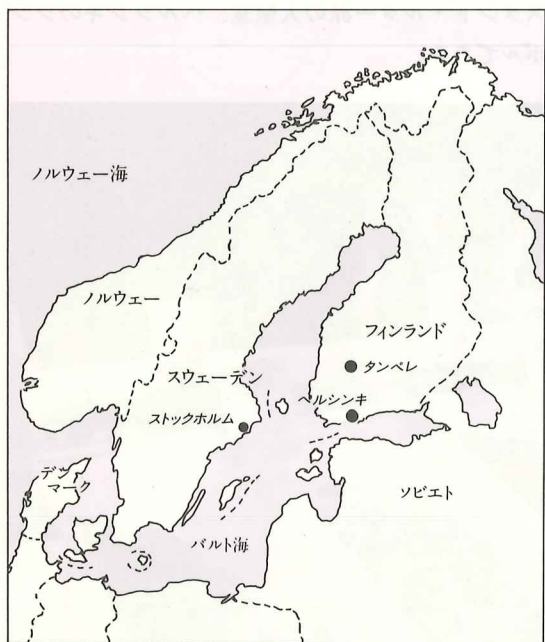 ノルウェー海
ノルウェー
フィンランド
タンペレ
スウェーデン
ヘルシンキ
ストックホルム
デン
マーク
ソビエト
バルト海